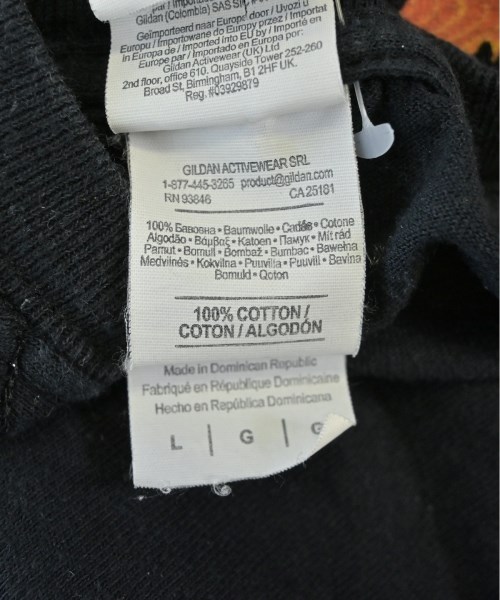 Gildan (Colombia) SAS
Geïmporteerd naar Europe door / Uvozi u
Europu / Importowane do Europy przez / Importat
in Europa de / Imported into EU by / Importé en
Europe par / Importado en Europa por:
Gildan Activewear (UK) Ltd
2nd floor, office 610, Quayside Tower 252-260
Broad St, Birmingham, B1 2HF UK.
Reg. #03929879
GILDAN ACTIVEWEAR SRL
1-877-445-3265 product@gildan.com
RN 93846 CA 25181
100% Бавовна • Baumwolle • Cadás • Cotone
Algodão • Βαμβαξ • Katoen • Памук • Mitrád
Pamut • Bomull • Bombaž • Bumbac • Bawełna
Medvilnės • Kokvilna • Puuvilla • Puuvill • Bavlna
Bomuld • Qoton
100% COTTON /
COTON / ALGODÓN
Made in Dominican Republic
Fabriqué en République Dominicaine
Hecho en República Dominicana
L | G | G